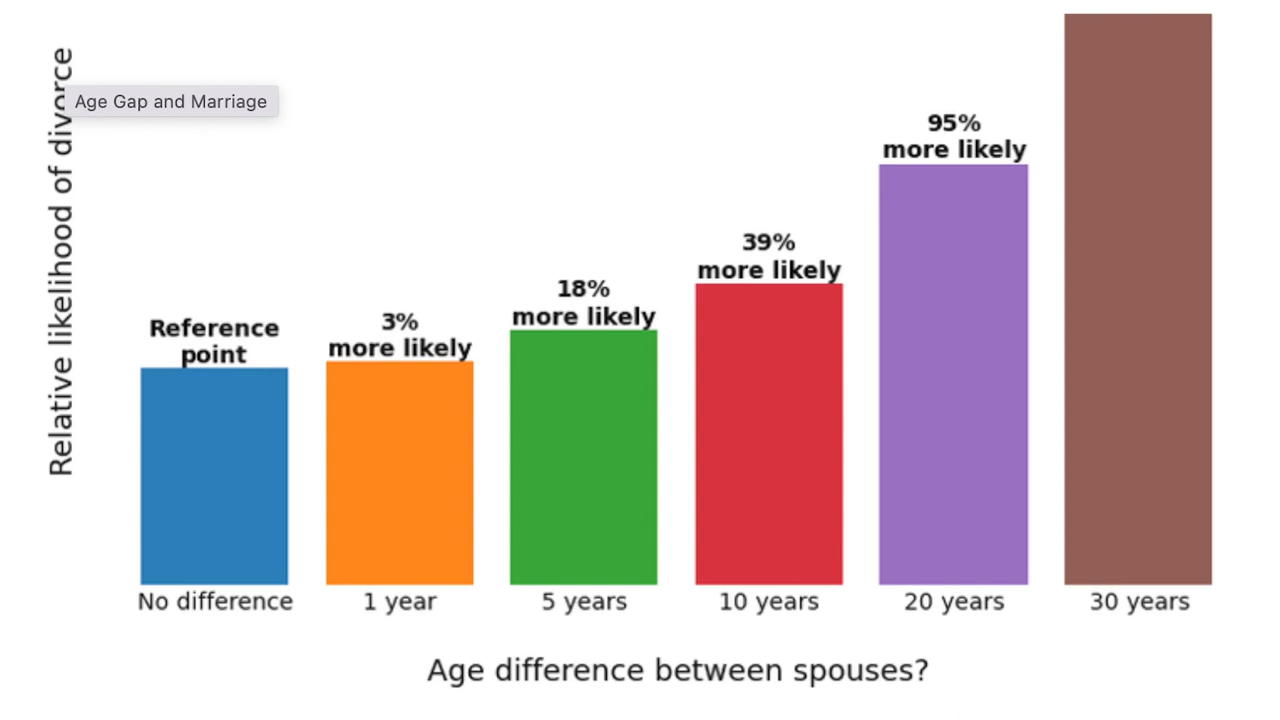 Relative likelihood of divorce
Age Gap and Marriage
Reference
point
3%
more likely
18%
more likely
39%
more likely
95%
more likely
No difference
1 year
5 years
10 years
20 years
30 years
Age difference between spouses?